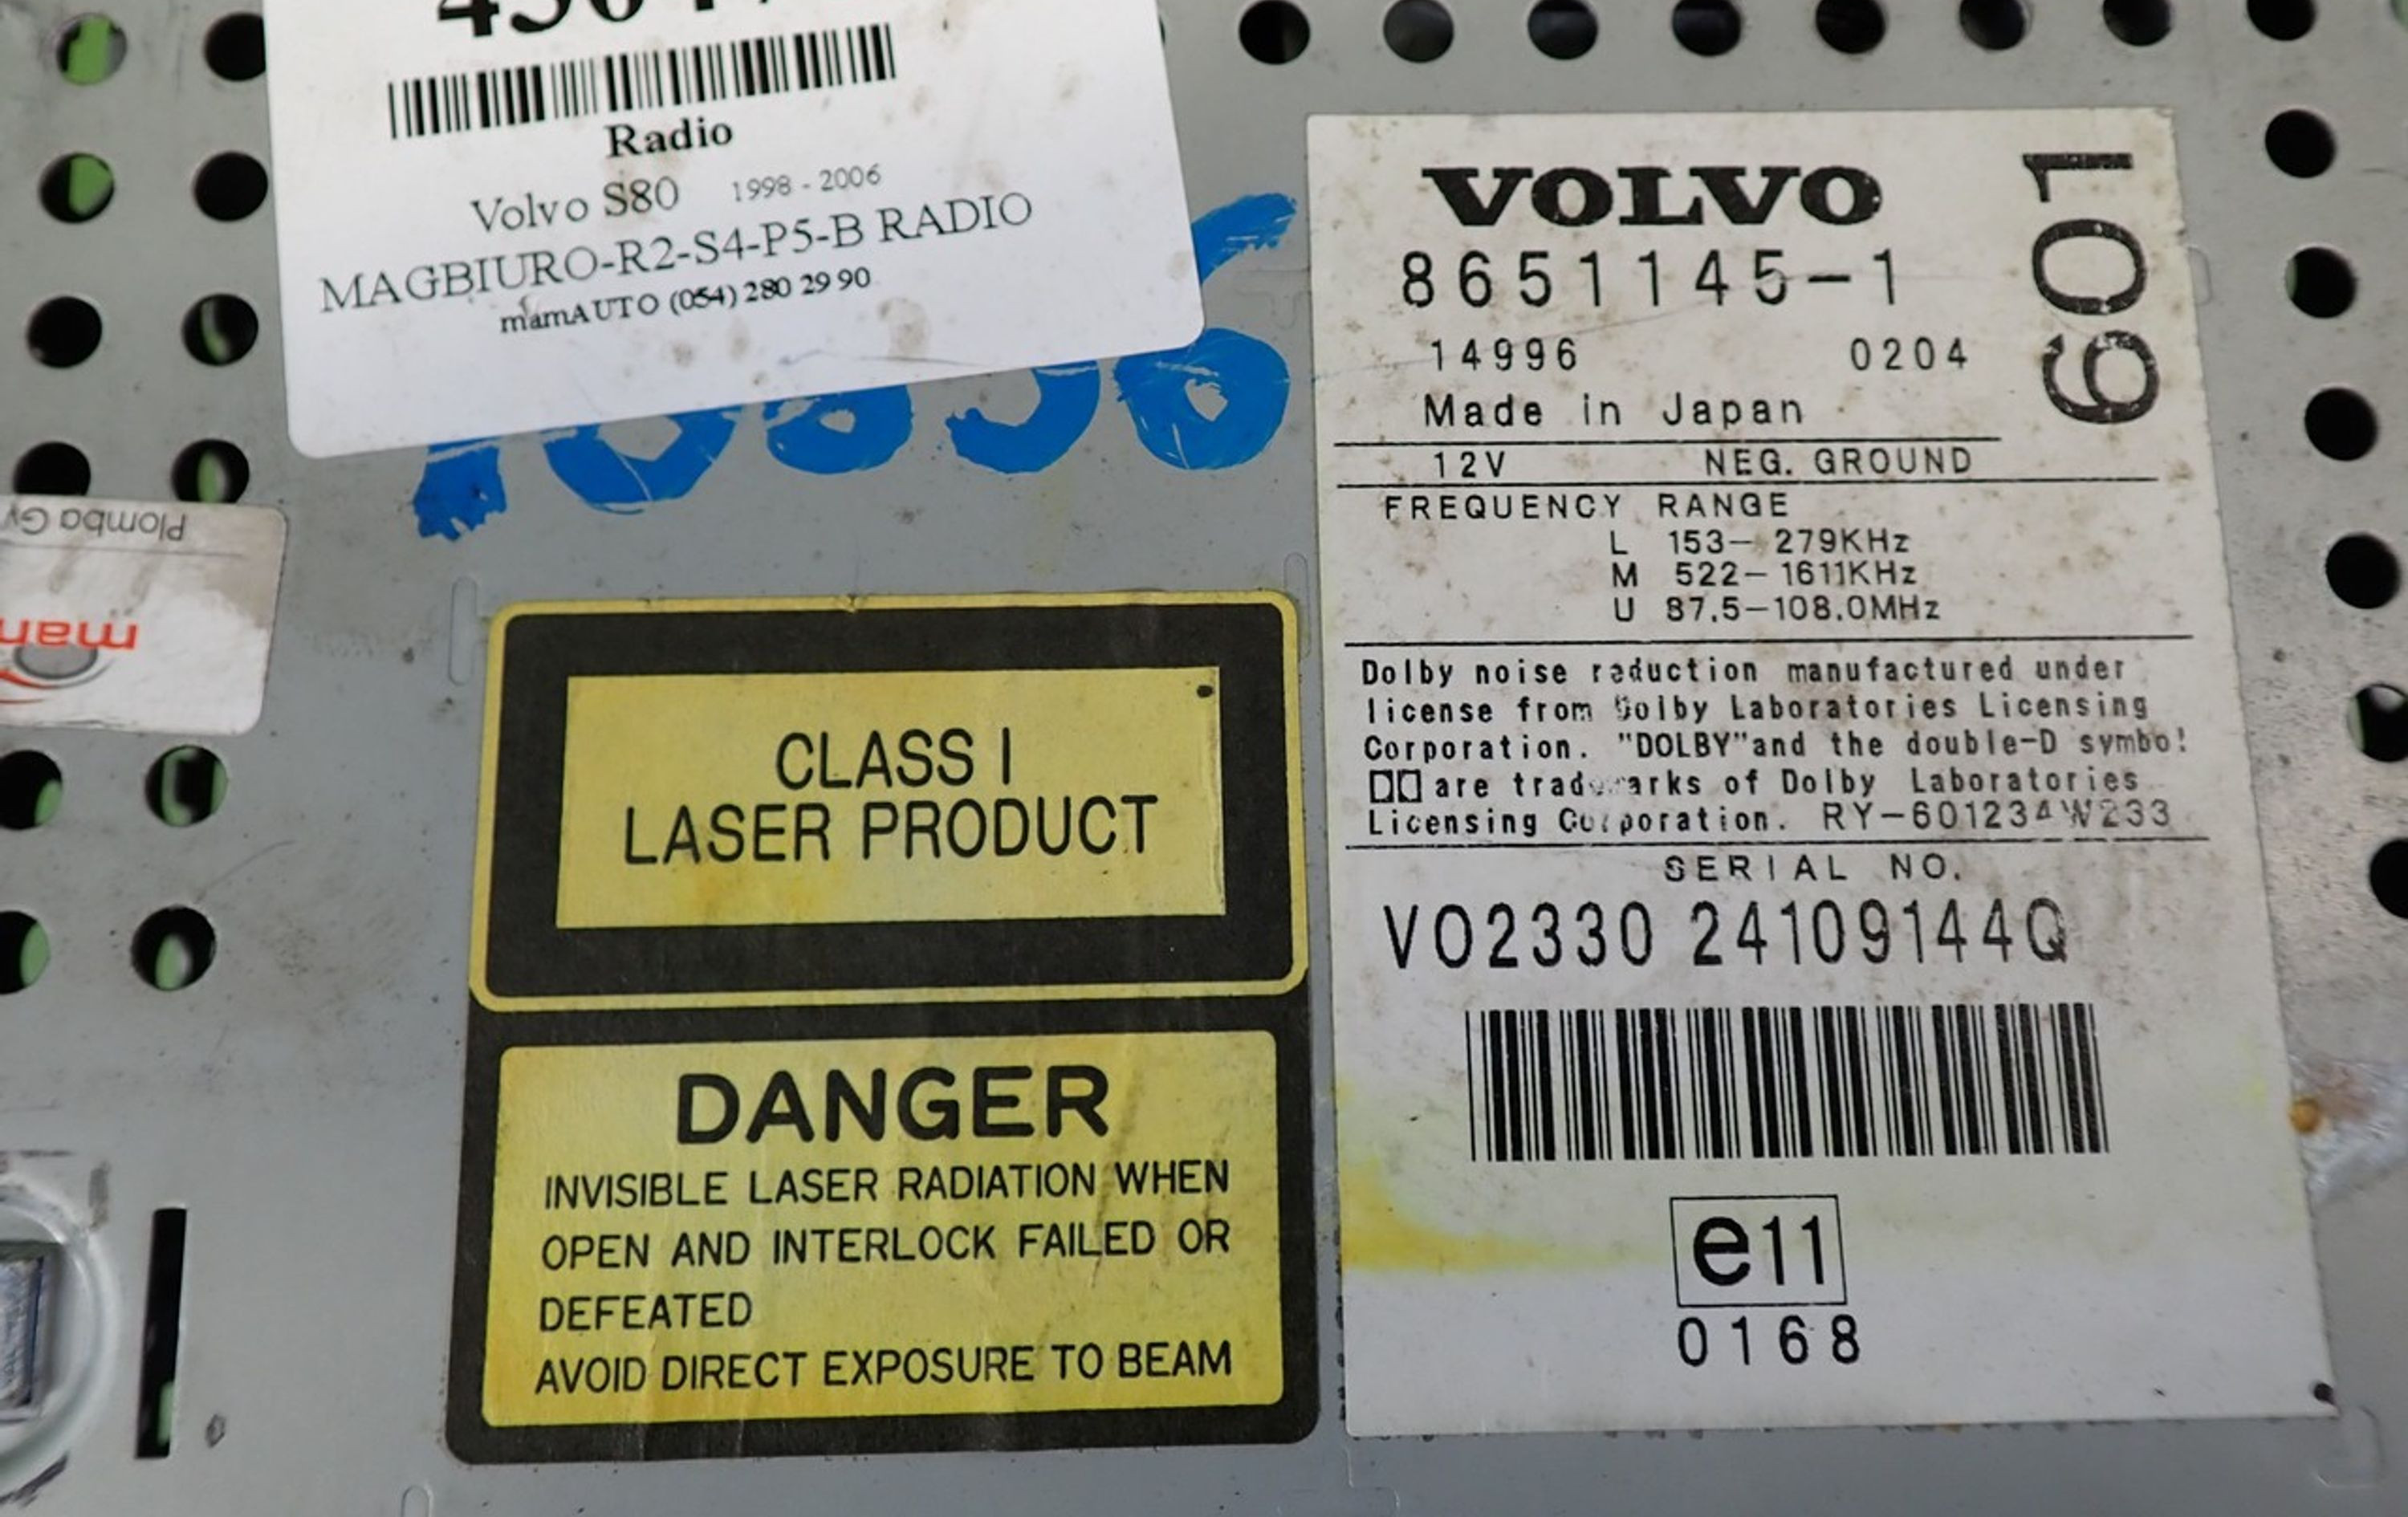 Radio
Volvo S80 1998 - 2006
MAGBIURO-R2-S4-P5-B RADIO
mamAUTO (054) 280 29 90
Plomba
VOLVO
8651145-1
601
14996 0204
Made in Japan
12V NEG. GROUND
FREQUENCY RANGE
L 153- 279KHz
M 522- 1611KHz
U 87.5-108.0MHz
Dolby noise reduction manufactured under
license from Dolby Laboratories Licensing
Corporation. "DOLBY"and the double-D symbol
are trademarks of Dolby Laboratories
Licensing Corporation. RY-601234W233
SERIAL NO.
VO2330 24109144Q
e11
0168
CLASS I
LASER PRODUCT
DANGER
INVISIBLE LASER RADIATION WHEN
OPEN AND INTERLOCK FAILED OR
DEFEATED
AVOID DIRECT EXPOSURE TO BEAM